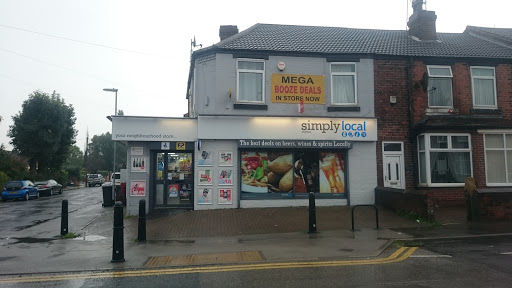 MEGA
BOOZE DEALS
IN STORE NOW
simply local
your neighbourhood store
The best deals on beers, wines & spirits Locally